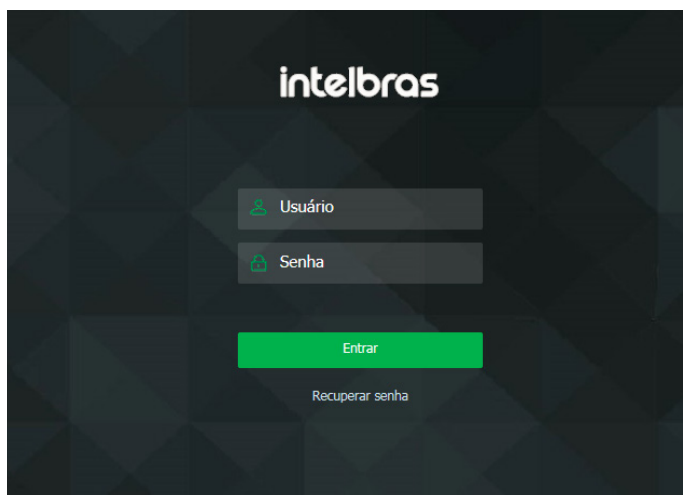 intelbras
Usuário
Senha
Entrar
Recuperar senha